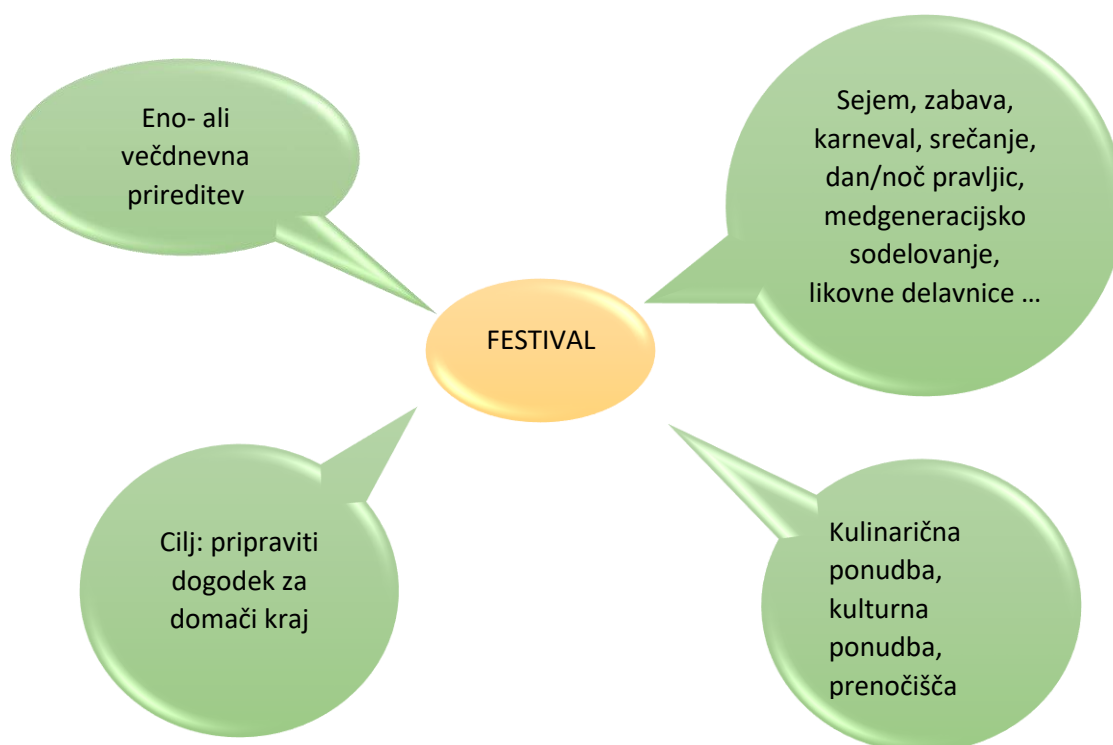 Eno- ali
večdnevna
prireditev
Sejem, zabava,
karneval, srečanje,
dan/noč pravljic,
medgeneracijsko
sodelovanje,
likovne delavnice …
FESTIVAL
Cilj: pripraviti
dogodek za
domači kraj
Kulinarična
ponudba,
kulturna
ponudba,
prenočišča